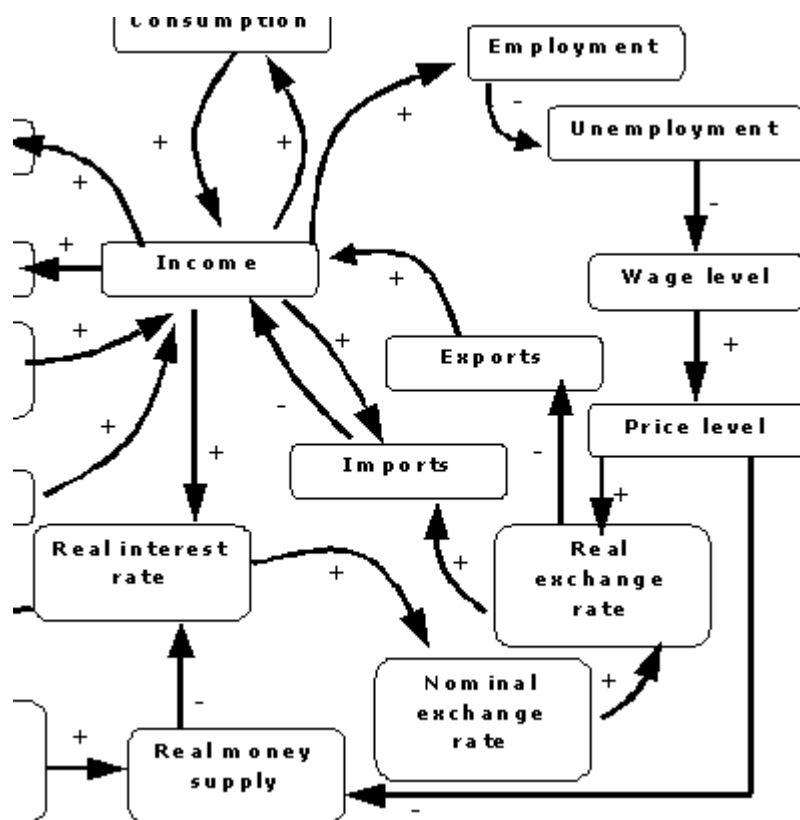 Consumption
Employment
-
+
+
+
Unemployment
+
-
+
Income
+
Wage level
+
+
+
Exports
-
+
Price level
+
-
Imports
-
+
Real interest
rate
+
+
Real
exchange
rate
Nominal
exchange
rate
+
-
+
Real money
supply
-